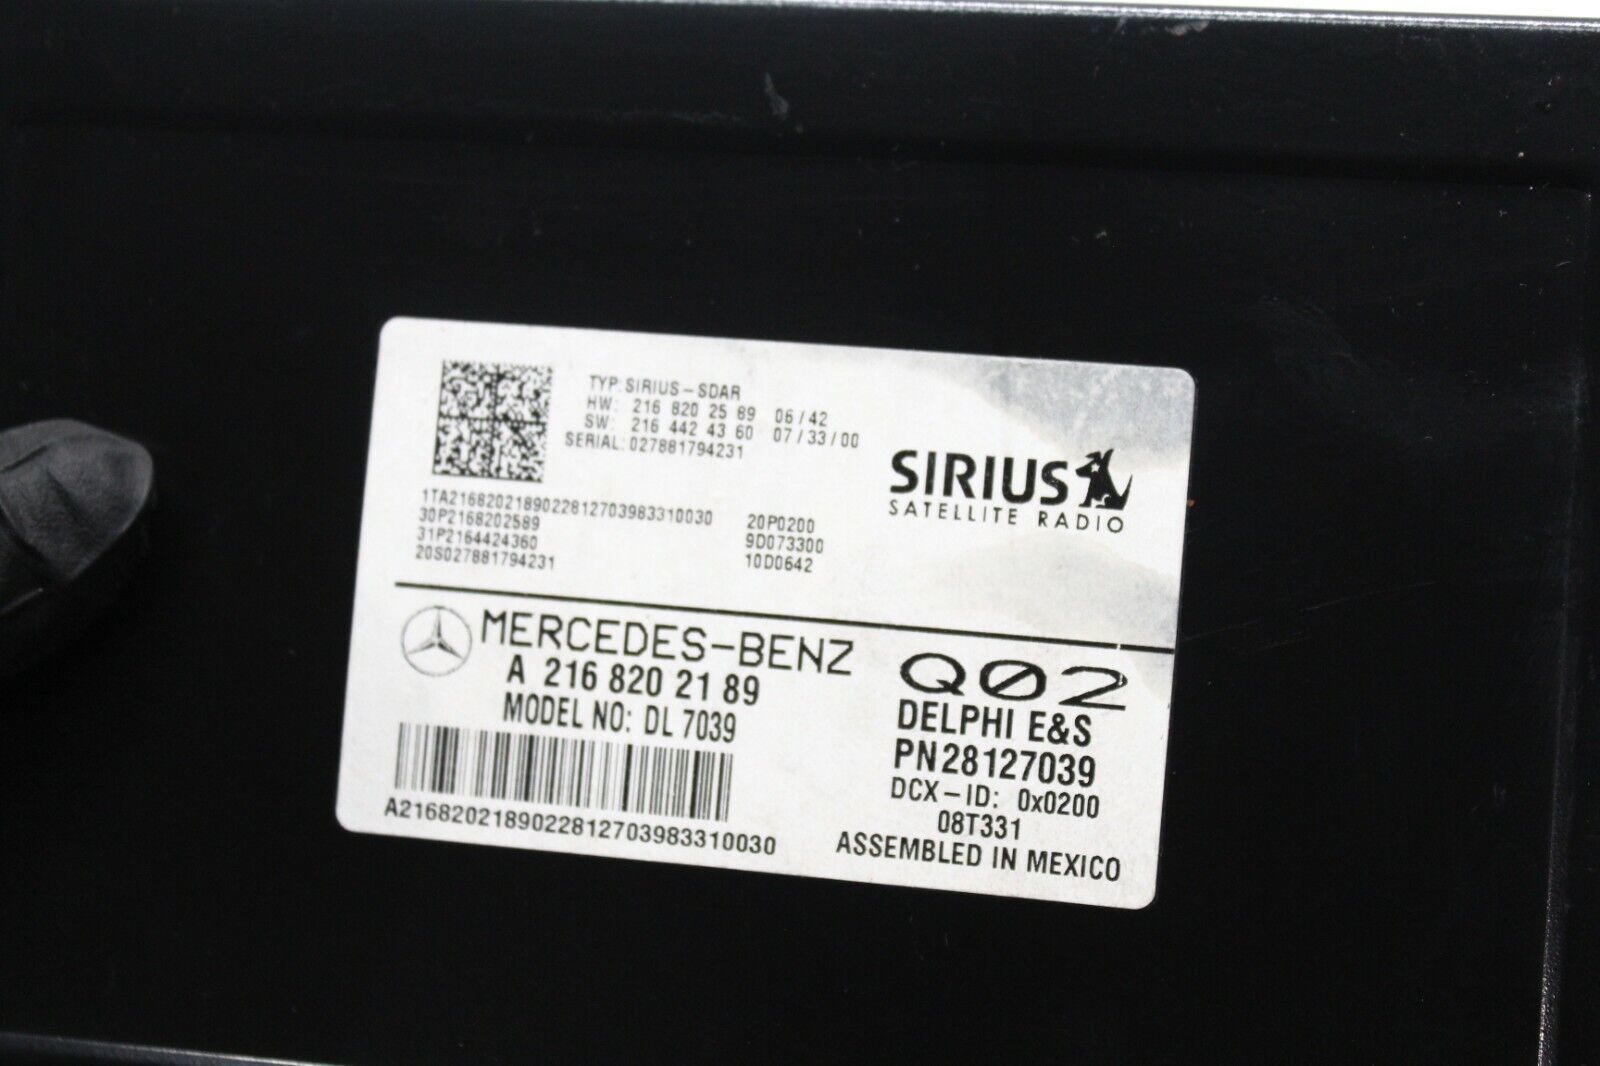 TYP: SIRIUS-SDAR
HW: 216 820 25 89 06/42
SW: 216 442 43 60 07/33/00
SERIAL: 027881794231
1TA2168202189022812703983310030 20P0200
30P2168202589 9D073300
31P2164424360 10D0642
20S027881794231
SIRIUS
SATELLITE RADIO
MERCEDES-BENZ
A 216 820 21 89
MODEL NO: DL 7039
A2168202189022812703983310030
Q02
DELPHI E&S
PN28127039
DCX-ID: 0x0200
08T331
ASSEMBLED IN MEXICO